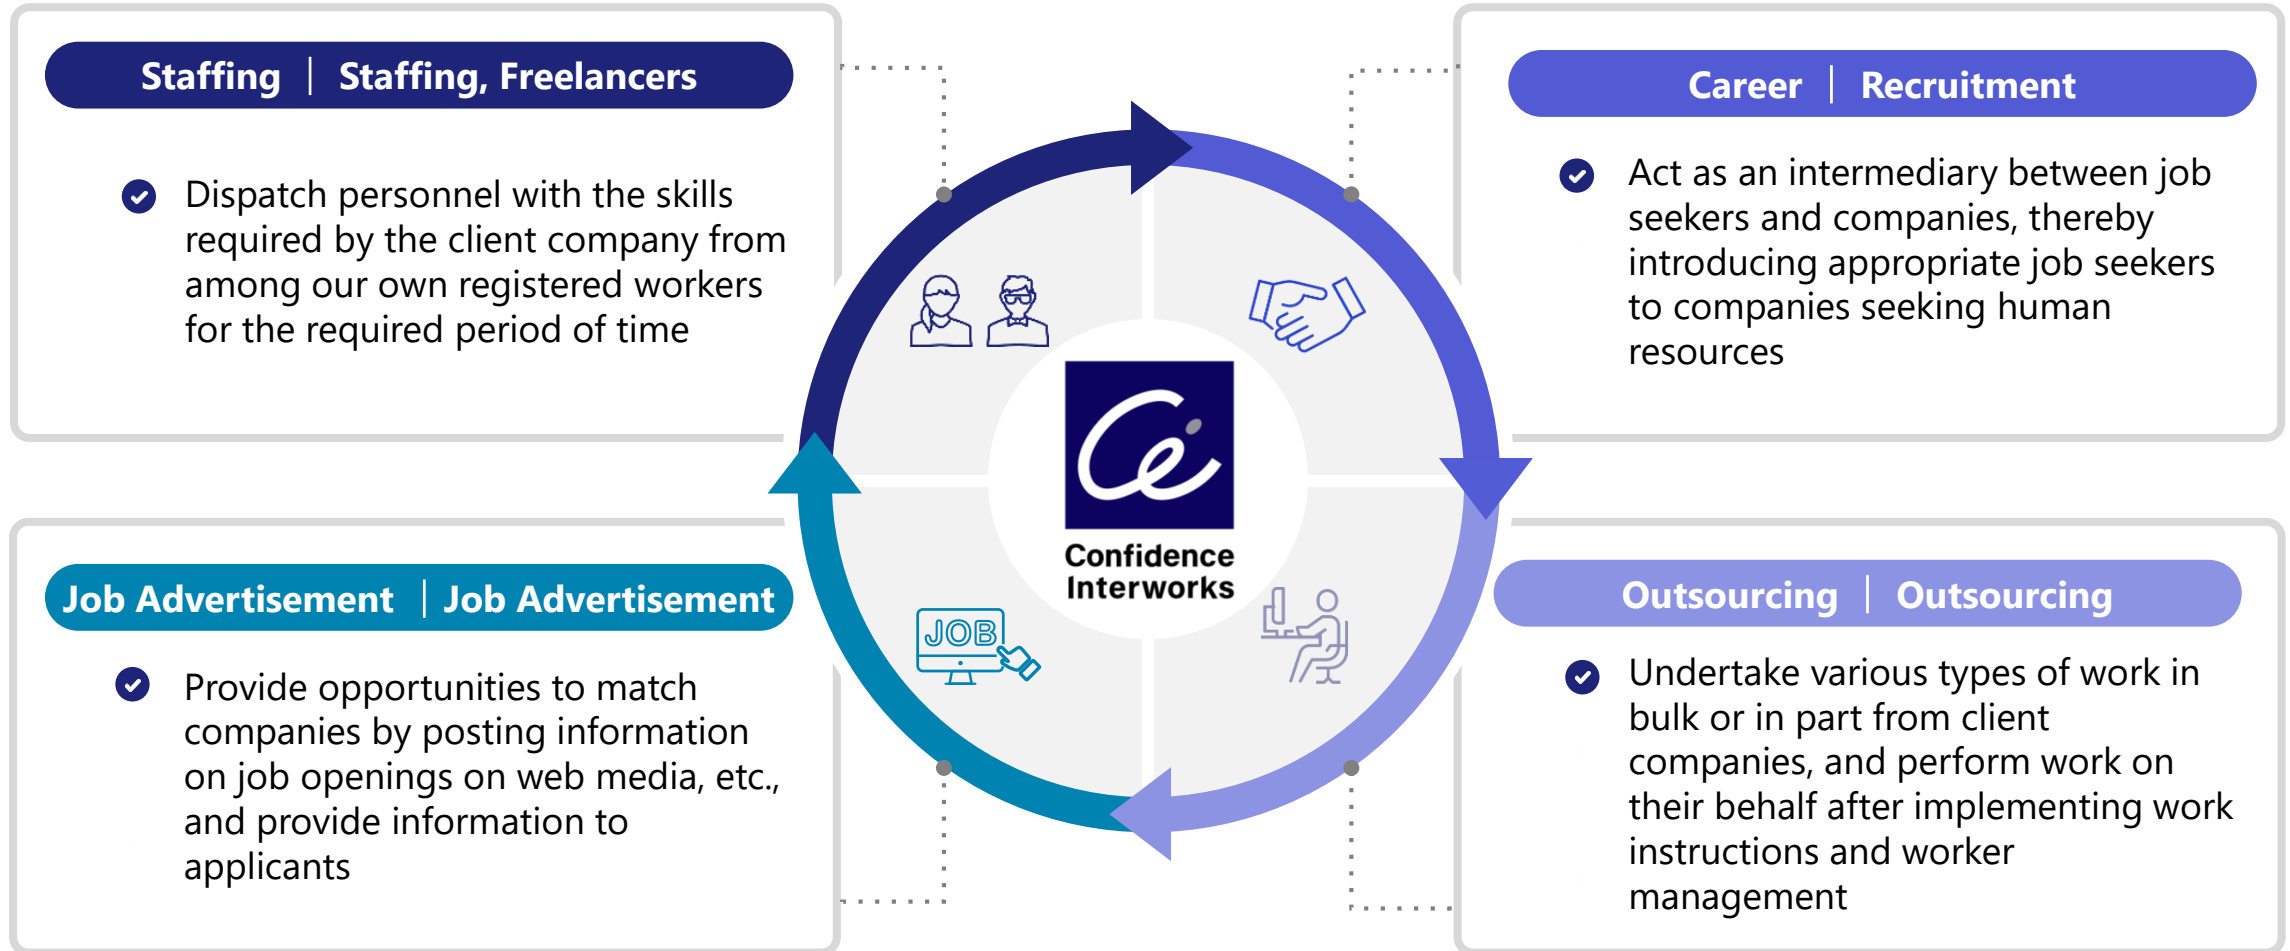 Staffing | Staffing, Freelancers
Dispatch personnel with the skills
required by the client company from
among our own registered workers
for the required period of time
Career | Recruitment
Act as an intermediary between job
seekers and companies, thereby
introducing appropriate job seekers
to companies seeking human
resources
Ci
Confidence
Interworks
JOB
Job Advertisement | Job Advertisement
Provide opportunities to match
companies by posting information
on job openings on web media, etc.,
and provide information to
applicants
Outsourcing | Outsourcing
Undertake various types of work in
bulk or in part from client
companies, and perform work on
their behalf after implementing work
instructions and worker
management